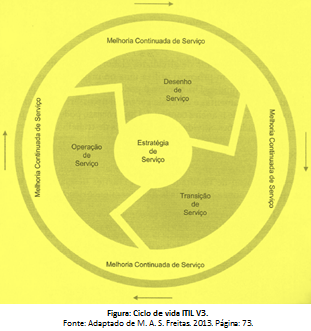 Melhoria Continuada de Serviço
Desenho
de
Serviço
Melhoria Continuada de Serviço
Operação
de
Serviço
Estratégia
de
Serviço
Melhoria Continuada de Serviço
Transição
de
Serviço
Melhoria Continuada de Serviço
Figura: Ciclo de vida ITIL V3.
Fonte: Adaptado de M. A. S. Freitas. 2013. Página: 73.